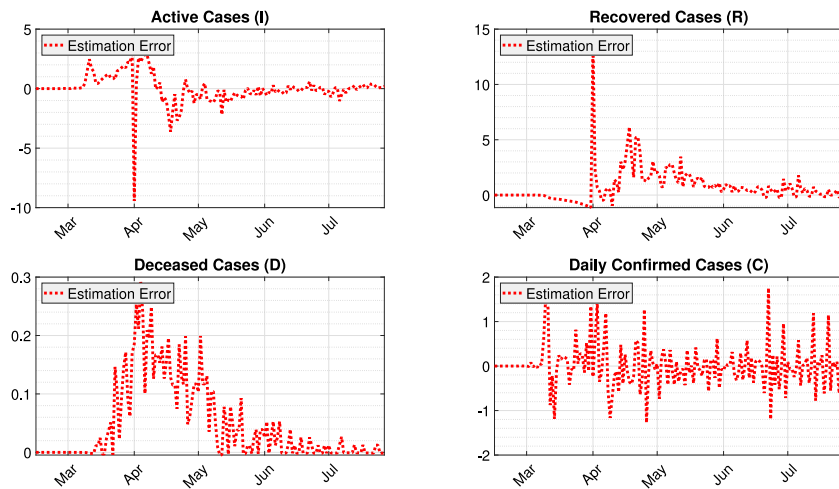 Active Cases (I)
5
0
-5
-10
Estimation Error
Mar
Apr
May
Jun
Jul
Recovered Cases (R)
15
10
5
0
Estimation Error
Mar
Apr
May
Jun
Jul
Deceased Cases (D)
0.3
0.2
0.1
0
Estimation Error
Mar
Apr
May
Jun
Jul
Daily Confirmed Cases (C)
2
1
0
-1
-2
Estimation Error
Mar
Apr
May
Jun
Jul